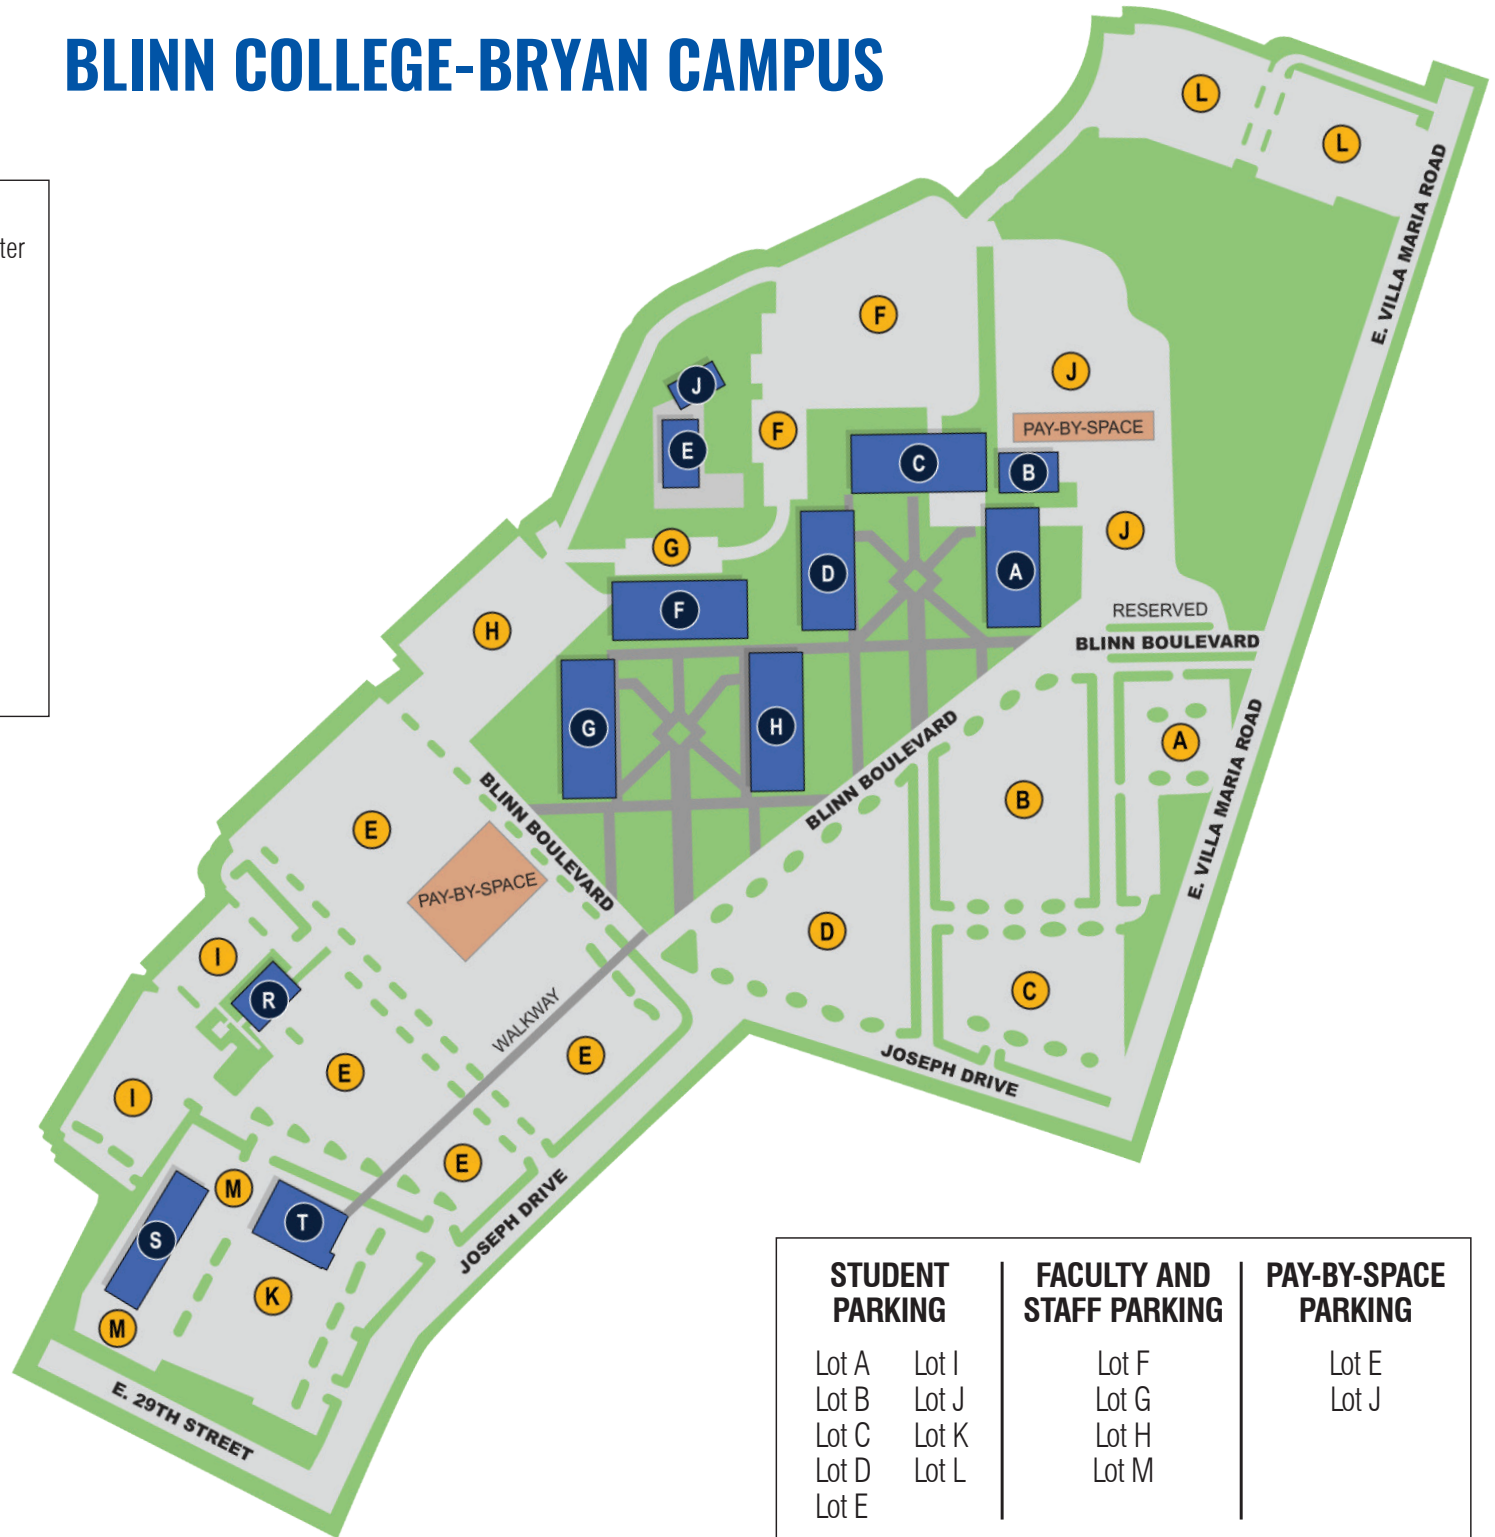 BLINN COLLEGE-BRYAN CAMPUS
ter
L
L
E. VILLA MARIA ROAD
F
J
J
PAY-BY-SPACE
F
E
C
B
J
G
D
A
F
H
RESERVED
BLINN BOULEVARD
G
H
A
BLINN BOULEVARD
E. VILLA MARIA ROAD
B
BLINN BOULEVARD
E
PAY-BY-SPACE
D
I
R
C
WALKWAY
E
E
JOSEPH DRIVE
I
E
M
T
S
JOSEPH DRIVE
K
M
E. 29TH STREET
STUDENT
PARKING
Lot A Lot I
Lot B Lot J
Lot C Lot K
Lot D Lot L
Lot E
FACULTY AND
STAFF PARKING
Lot F
Lot G
Lot H
Lot M
PAY-BY-SPACE
PARKING
Lot E
Lot J